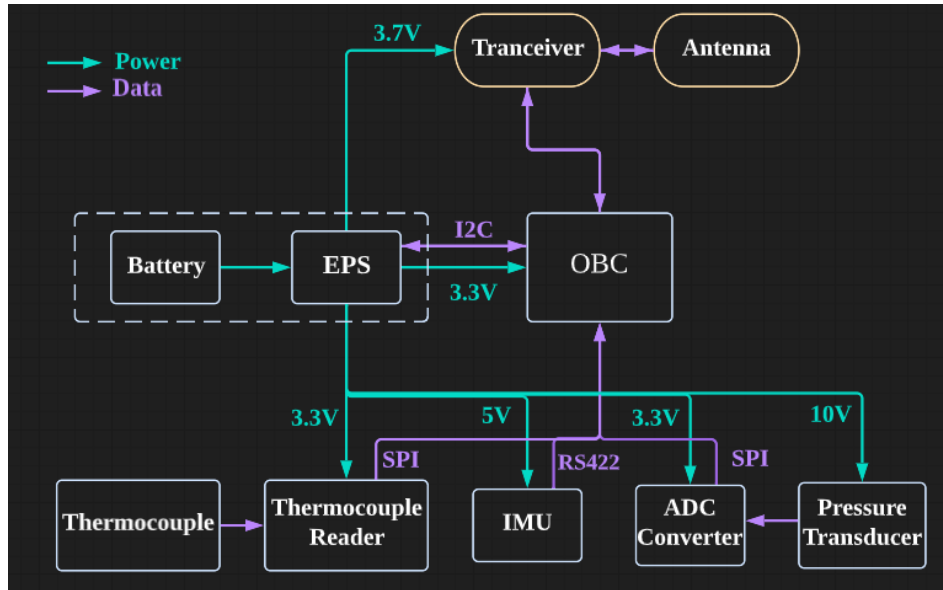 3.7V
Tranceiver
Antenna
Power
Data
Battery
EPS
I2C
3.3V
OBC
3.3V
5V
3.3V
10V
SPI
RS422
SPI
Thermocouple
Thermocouple
Reader
IMU
ADC
Converter
Pressure
Transducer